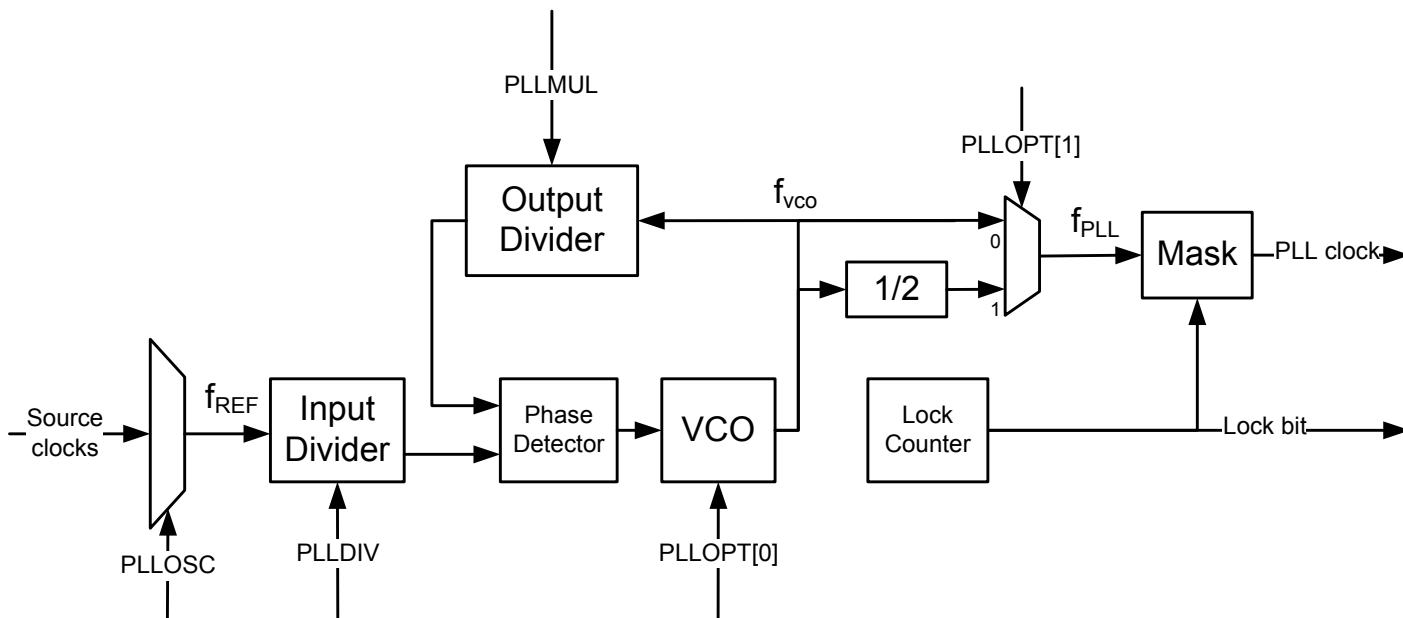 PLLMUL
PLLOPT[1]
Output
Divider
fvco
0
fPLL
Mask
PLL clock
1/2
1
Source
clocks
fREF
Input
Divider
Phase
Detector
VCO
Lock
Counter
Lock bit
PLLOSC
PLLDIV
PLLOPT[0]